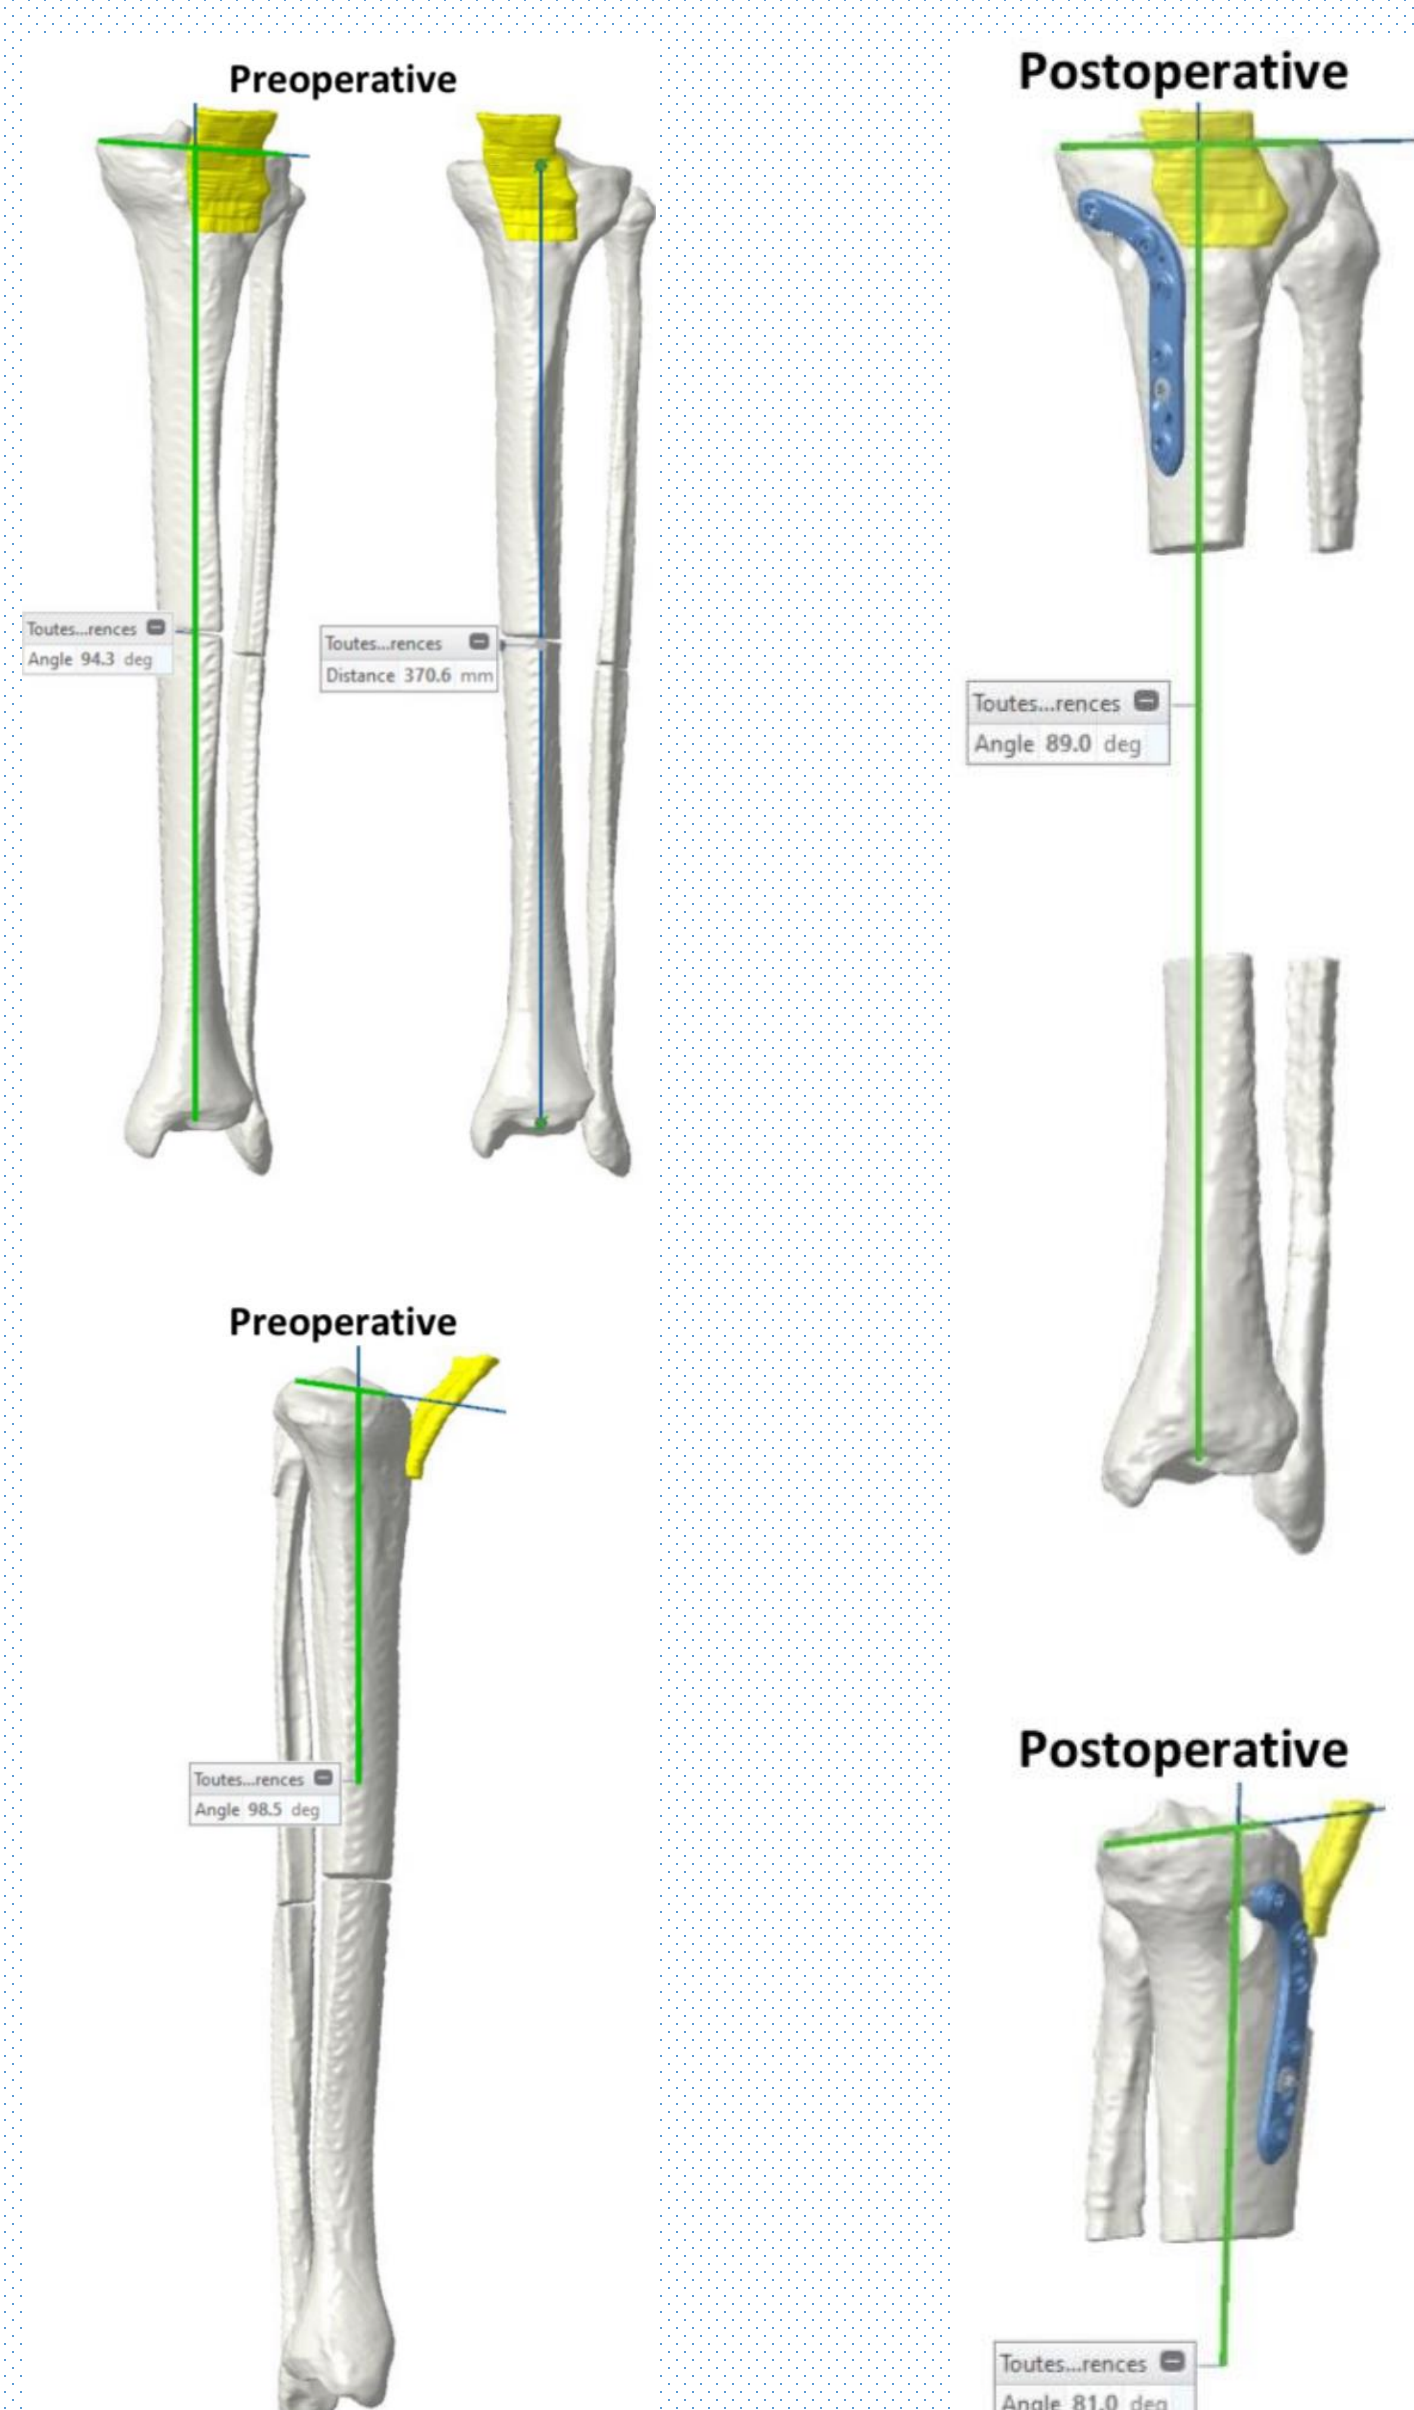 Preoperative
Toutes...rences
Angle 94.3 deg
Toutes...rences
Distance 370.6 mm
Preoperative
Toutes...rences
Angle 98.5 deg
Postoperative
Toutes...rences
Angle 89.0 deg
Postoperative
Toutes...rences
Angle 81.0 deg